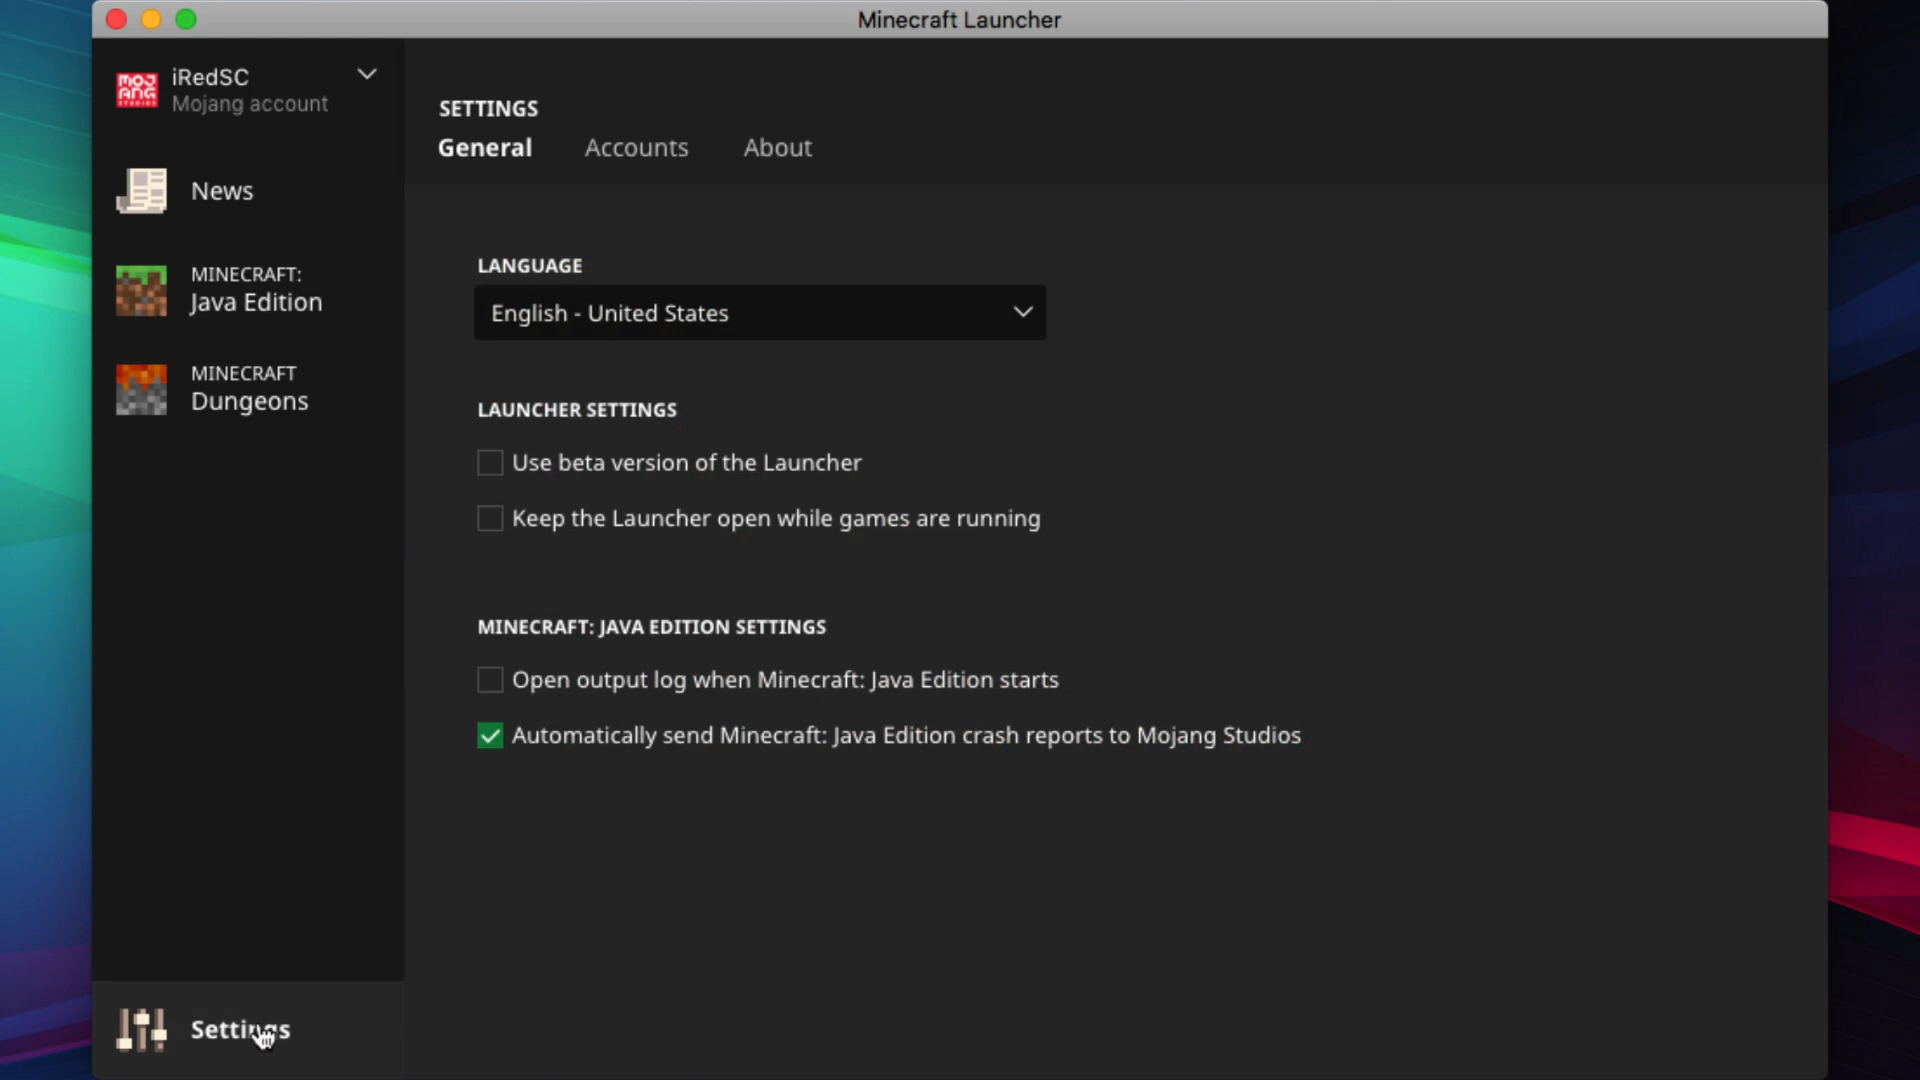 Minecraft Launcher
MOJ
ANG
STUDIOS
iRedSC
Mojang account
News
MINECRAFT:
Java Edition
MINECRAFT
Dungeons
Settings
SETTINGS
General Accounts About
LANGUAGE
English - United States
LAUNCHER SETTINGS
Use beta version of the Launcher
Keep the Launcher open while games are running
MINECRAFT: JAVA EDITION SETTINGS
Open output log when Minecraft: Java Edition starts
Automatically send Minecraft: Java Edition crash reports to Mojang Studios